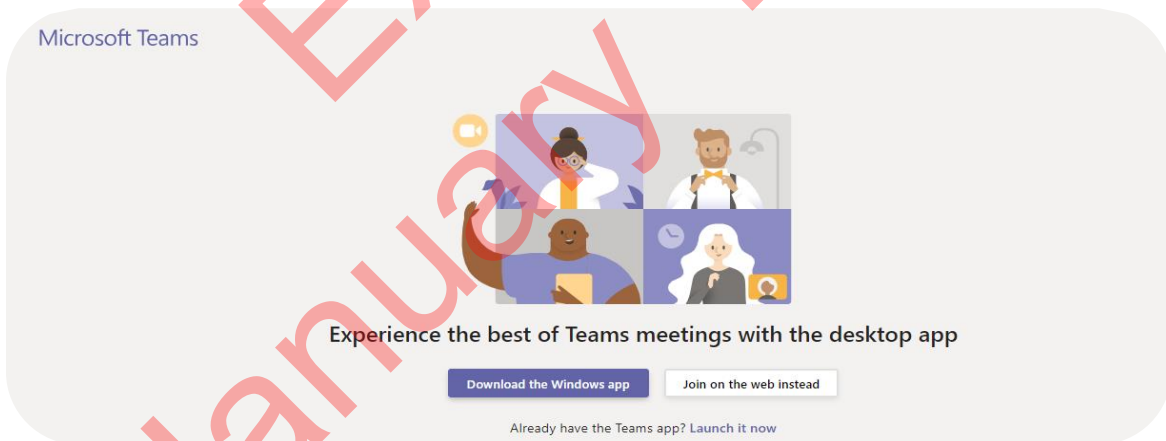 Microsoft Teams
Experience the best of Teams meetings with the desktop app
Download the Windows app
Join on the web instead
Already have the Teams app? Launch it now